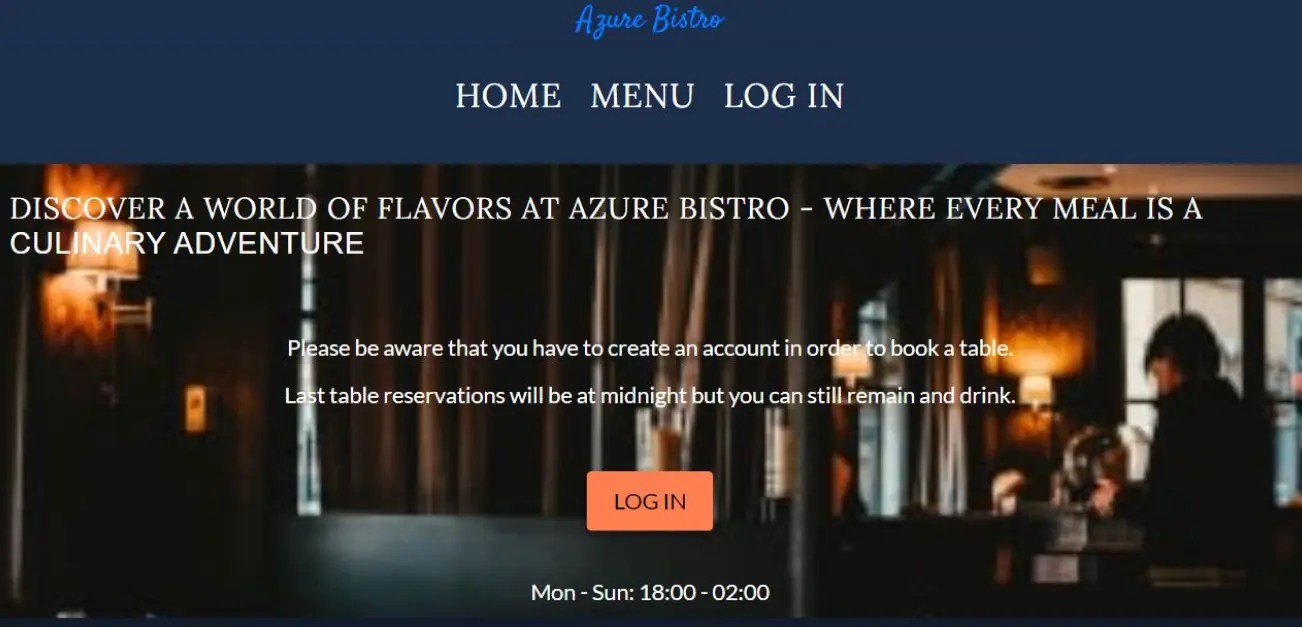 Azure Bistro
HOME MENU LOG IN
DISCOVER A WORLD OF FLAVORS AT AZURE BISTRO - WHERE EVERY MEAL IS A
CULINARY ADVENTURE
Please be aware that you have to create an account in order to book a table.
Last table reservations will be at midnight but you can still remain and drink.
LOG IN
Mon - Sun: 18:00 - 02:00